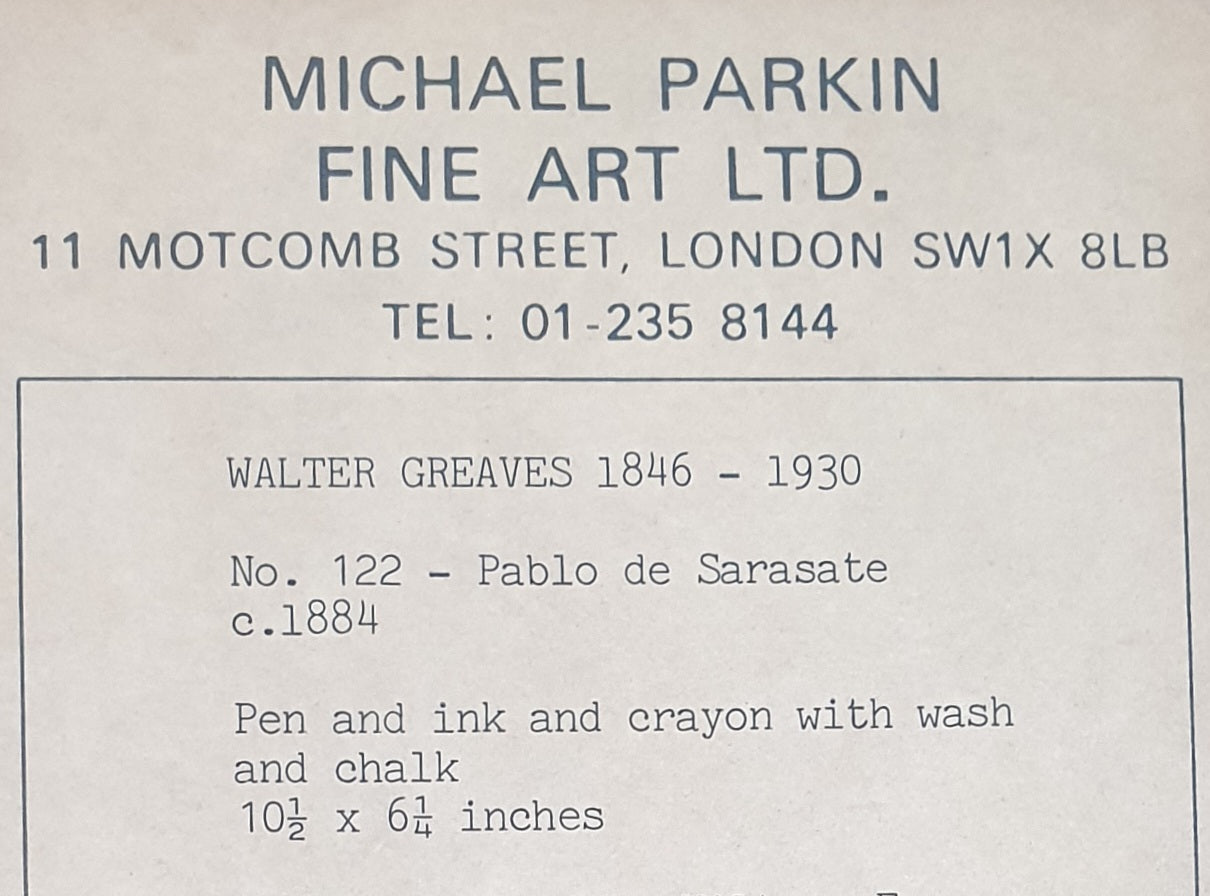 MICHAEL PARKIN
FINE ART LTD.
11 MOTCOMB STREET, LONDON SW1X 8LB
TEL: 01-235 8144
WALTER GREAVES 1846 - 1930
No. 122 - Pablo de Sarasate
c.1884
Pen and ink and crayon with wash
and chalk
10½ x 6¼ inches